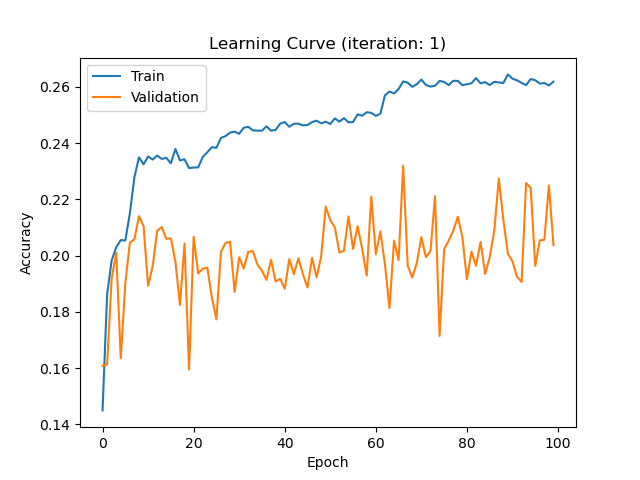 Learning Curve (iteration: 1)
Train
Validation
0.26
0.24
0.22
0.20
0.18
0.16
0.14
Accuracy
0 20 40 60 80 100
Epoch